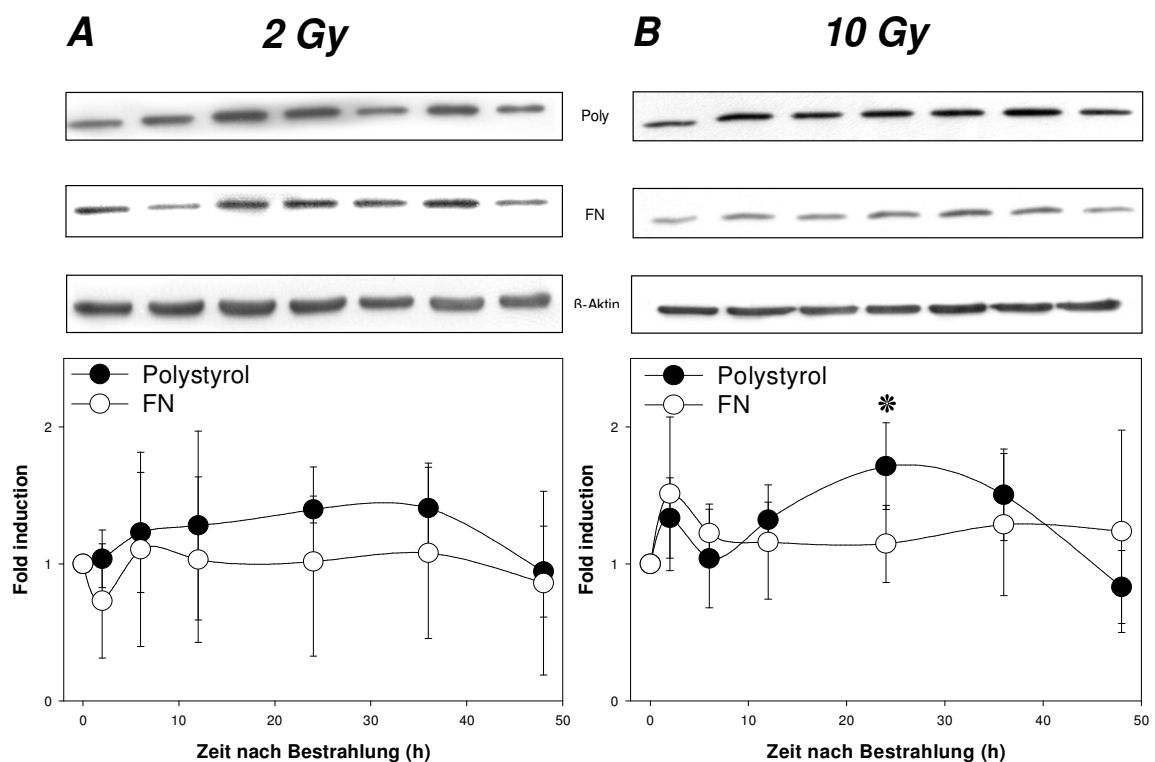 A 2 Gy B 10 Gy
Poly
FN
ß-Aktin
Polystyrol
FN
2
1
0
Fold induction
0 10 20 30 40 50
Zeit nach Bestrahlung (h)
Polystyrol
FN
*
2
1
0
Fold induction
0 10 20 30 40 50
Zeit nach Bestrahlung (h)